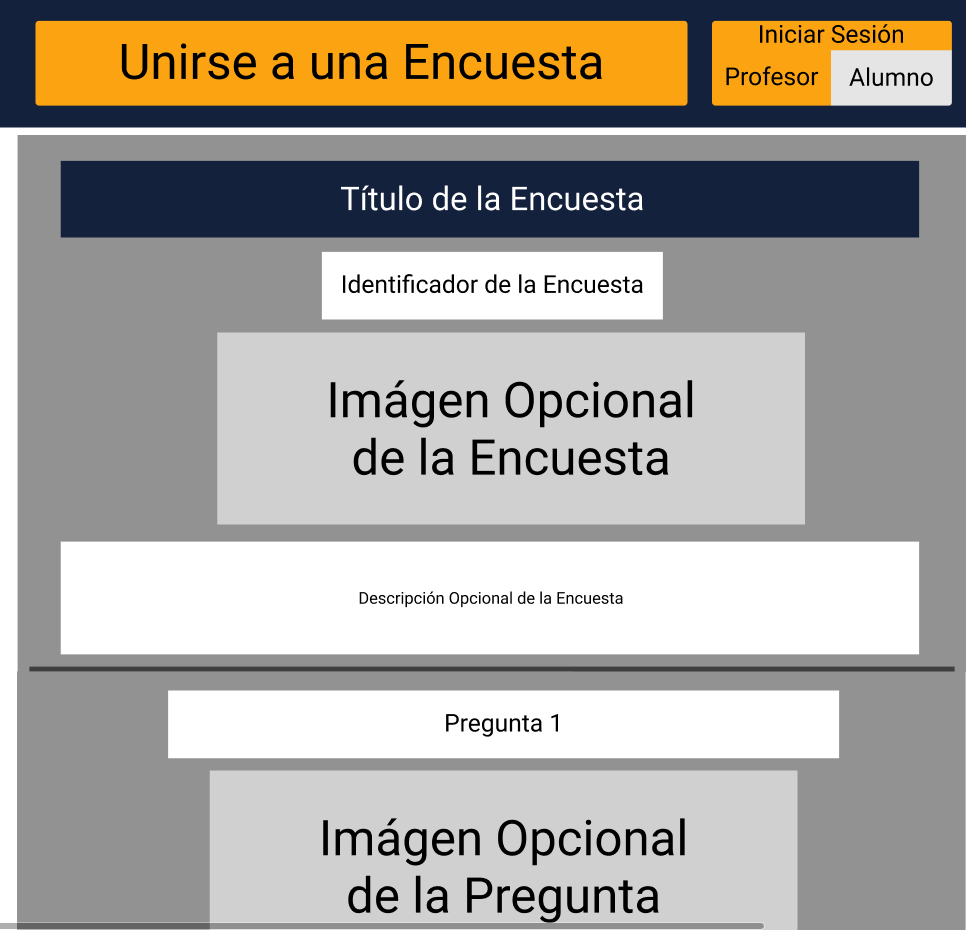 Unirse a una Encuesta
Iniciar Sesión
Profesor
Alumno
Título de la Encuesta
Identificador de la Encuesta
Imágen Opcional
de la Encuesta
Descripción Opcional de la Encuesta
Pregunta 1
Imágen Opcional
de la Pregunta